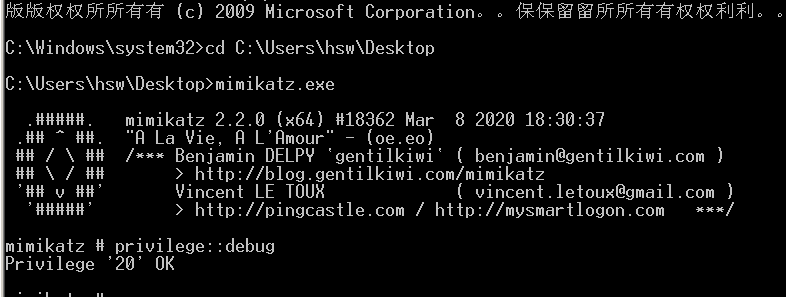 版版权权所所有有 (c) 2009 Microsoft Corporation。。保保留留所所有有权权利利。。
C:\Windows\system32>cd C:\Users\hsw\Desktop
C:\Users\hsw\Desktop>mimikatz.exe
.#####. mimikatz 2.2.0 (x64) #18362 Mar 8 2020 18:30:37
.## ^ ##. "A La Vie, A L'Amour" - (oe.eo)
## / \ ## /*** Benjamin DELPY `gentilkiwi` ( benjamin@gentilkiwi.com )
## \ / ## > http://blog.gentilkiwi.com/mimikatz
'## v ##' Vincent LE TOUX ( vincent.letoux@gmail.com )
'#####' > http://pingcastle.com / http://mysmartlogon.com ***/
mimikatz # privilege::debug
Privilege '20' OK